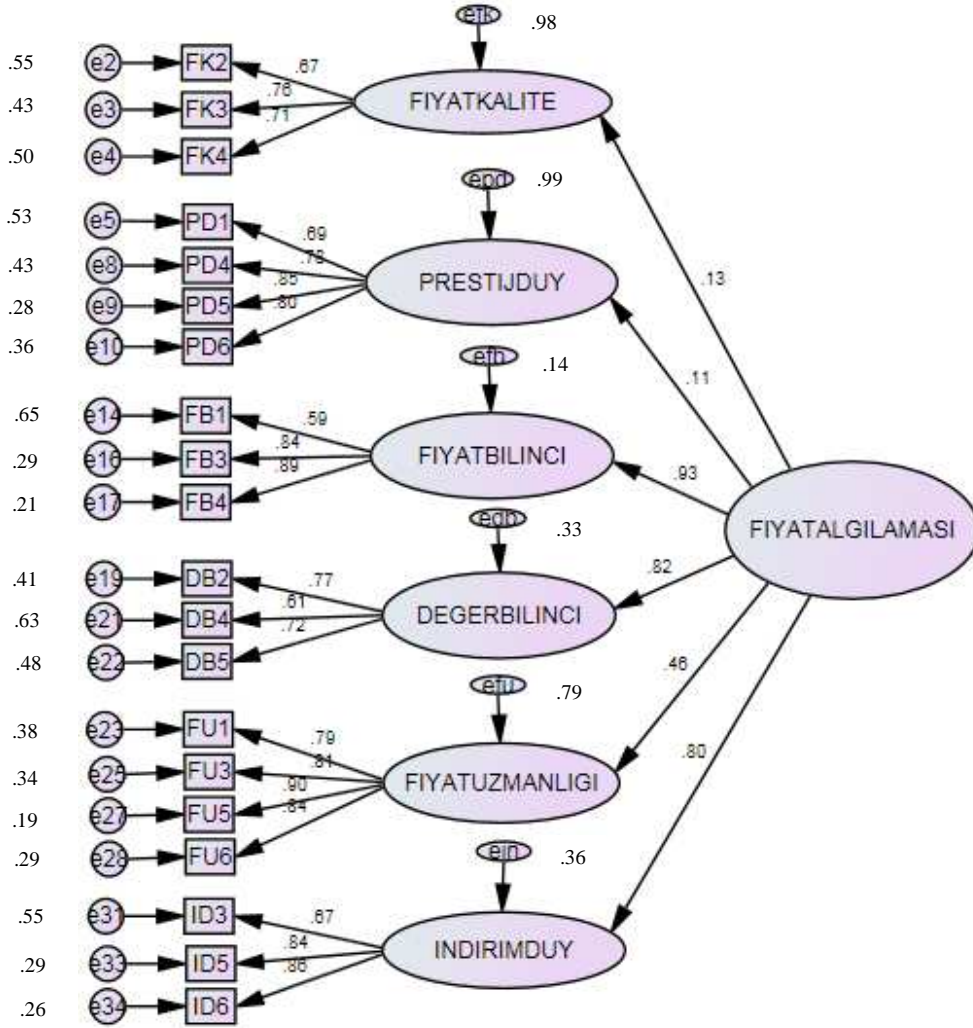 efk .98
.55 e2 FK2 .67
FIYATKALITE
.43 e3 FK3 .76
.71
.50 e4 FK4
epd .99
.53 e5 PD1 .69
.13
.43 e8 PD4 .78
PRESTIJDUY
.28 e9 PD5 .85
.80
.36 e10 PD6
efb .14
.11
.65 e14 FB1 .59
.29 e16 FB3 .84
FIYATBILINCI
.89
.93
.21 e17 FB4
edb .33
FIYATALGILAMASI
.41 e19 DB2 .77
.82
.63 e21 DB4 .61
DEGERBILINCI
.72
.48 e22 DB5
efu .79
.46
.38 e23 FU1 .79
.80
.34 e25 FU3 .81
FIYATUZMANLIGI
.90
.19 e27 FU5
.84
.29 e28 FU6
ein .36
.55 e31 ID3 .67
.29 e33 ID5 .84
INDIRIMDUY
.86
.26 e34 ID6